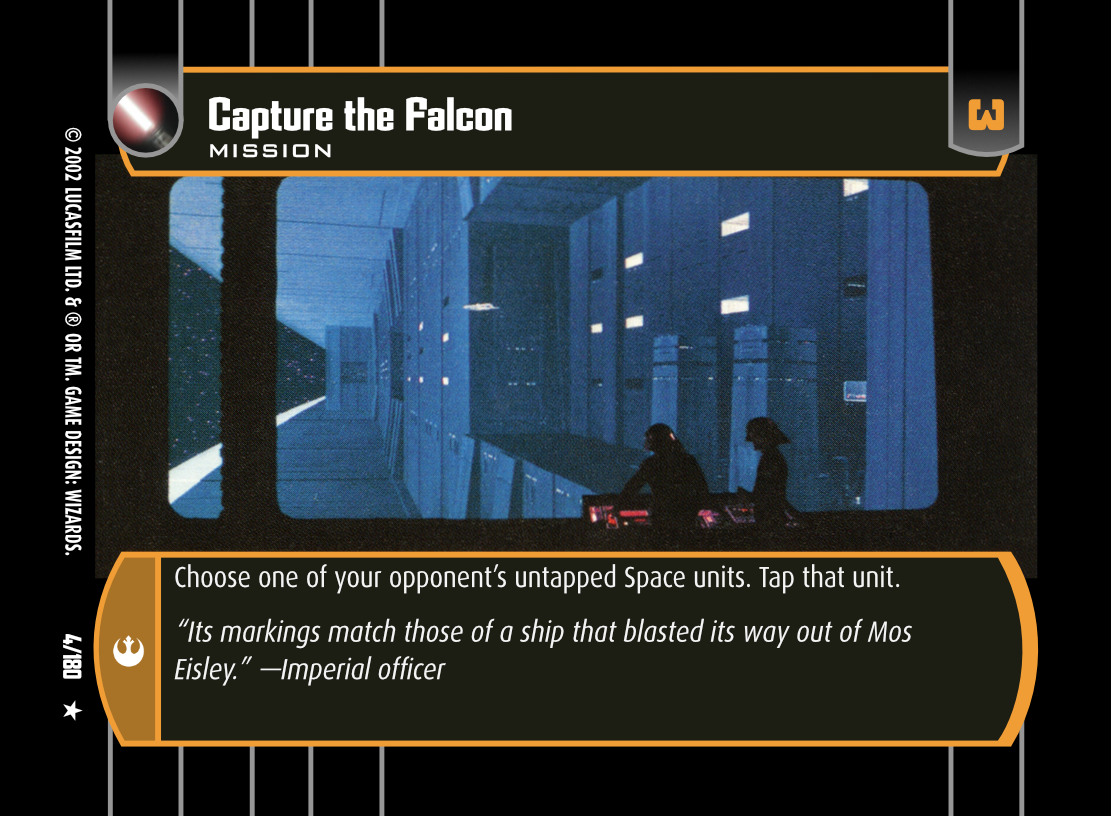 Capture the Falcon
MISSION
3
Choose one of your opponent’s untapped Space units. Tap that unit.
“Its markings match those of a ship that blasted its way out of Mos
Eisley.” —Imperial officer
© 2002 LUCASFILM LTD. & ® OR TM. GAME DESIGN: WIZARDS.
4/180 ★